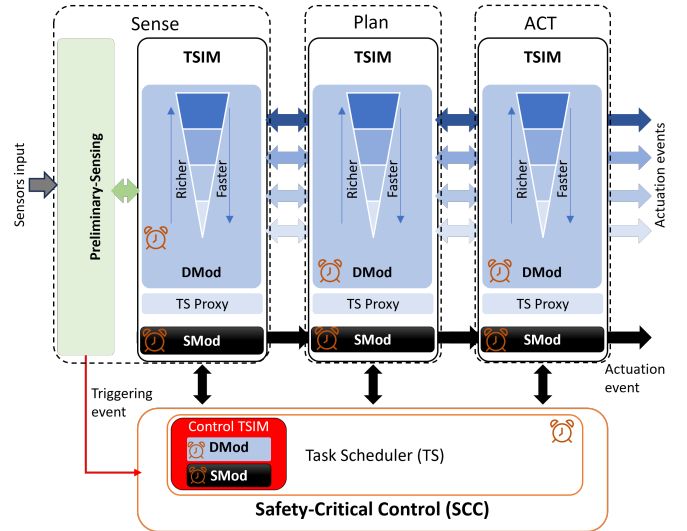 Sense
Plan
ACT
TSIM
TSIM
TSIM
Sensors input
Preliminary-Sensing
Richer
Faster
Richer
Faster
Richer
Faster
Actuation events
DMod
DMod
DMod
TS Proxy
TS Proxy
TS Proxy
SMod
SMod
SMod
Actuation
event
Triggering
event
Control TSIM
DMod
SMod
Task Scheduler (TS)
Safety-Critical Control (SCC)